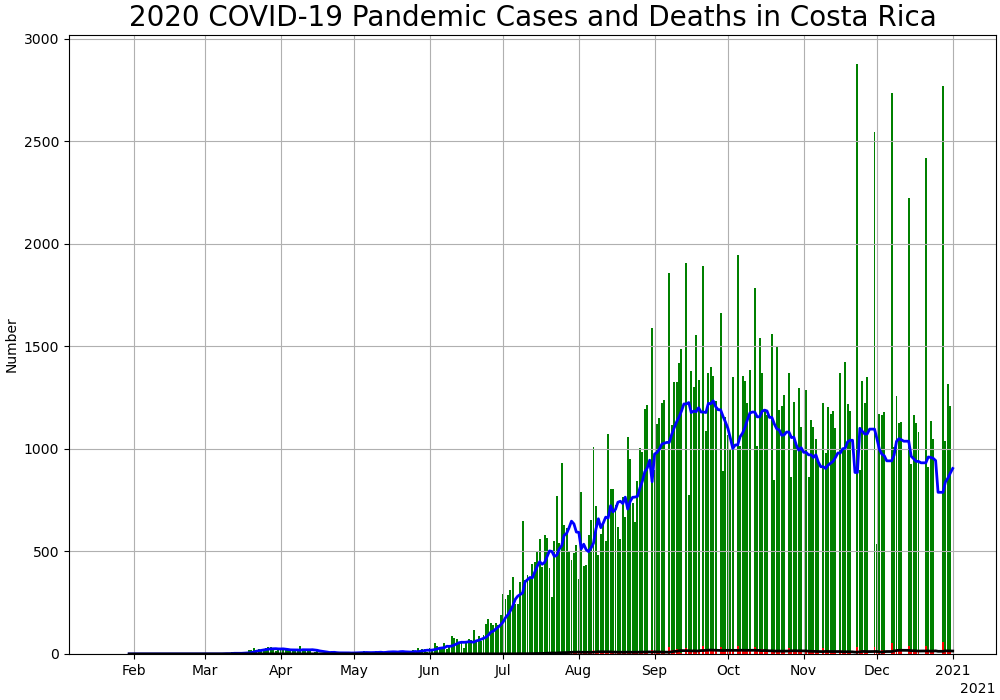 2020 COVID-19 Pandemic Cases and Deaths in Costa Rica
3000
2500
2000
1500
1000
500
0
Number
Feb Mar Apr May Jun Jul Aug Sep Oct Nov Dec 2021
2021